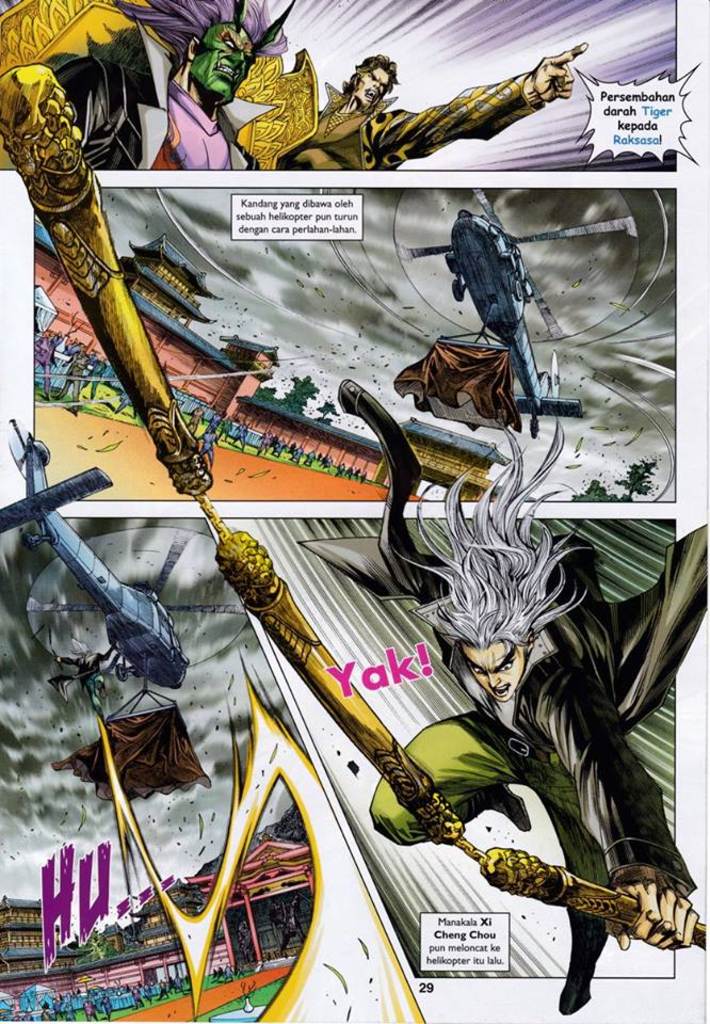 Persembahan
darah Tiger
kepada
Raksasa!
Kandang yang dibawa oleh
sebuah helikopter pun turun
dengan cara perlahan-lahan.
Yak!
HU...
Manakala Xi
Cheng Chou
pun meloncat ke
helikopter itu lalu.
29